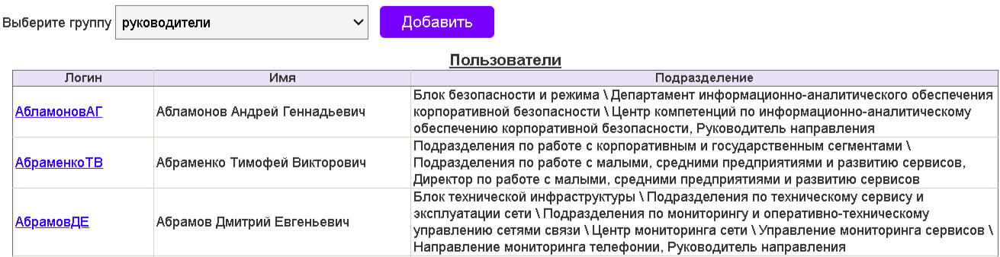 Выберите группу руководители Добавить
Пользователи
Логин Имя Подразделение
АбламоновАГ Абламонов Андрей Геннадьевич Блок безопасности и режима \ Департамент информационно-аналитического обеспечения
корпоративной безопасности \ Центр компетенций по информационно-аналитическому
обеспечению корпоративной безопасности, Руководитель направления
АбраменкоТВ Абраменко Тимофей Викторович Подразделения по работе с корпоративным и государственным сегментами \
Подразделения по работе с малыми, средними предприятиями и развитию сервисов,
Директор по работе с малыми, средними предприятиями и развитию сервисов
АбрамовДЕ Абрамов Дмитрий Евгеньевич Блок технической инфраструктуры \ Подразделения по техническому сервису и
эксплуатации сети \ Подразделения по мониторингу и оперативно-техническому
управлению сетями связи \ Центр мониторинга сети \ Управление мониторинга сервисов \
Направление мониторинга телефонии, Руководитель направления